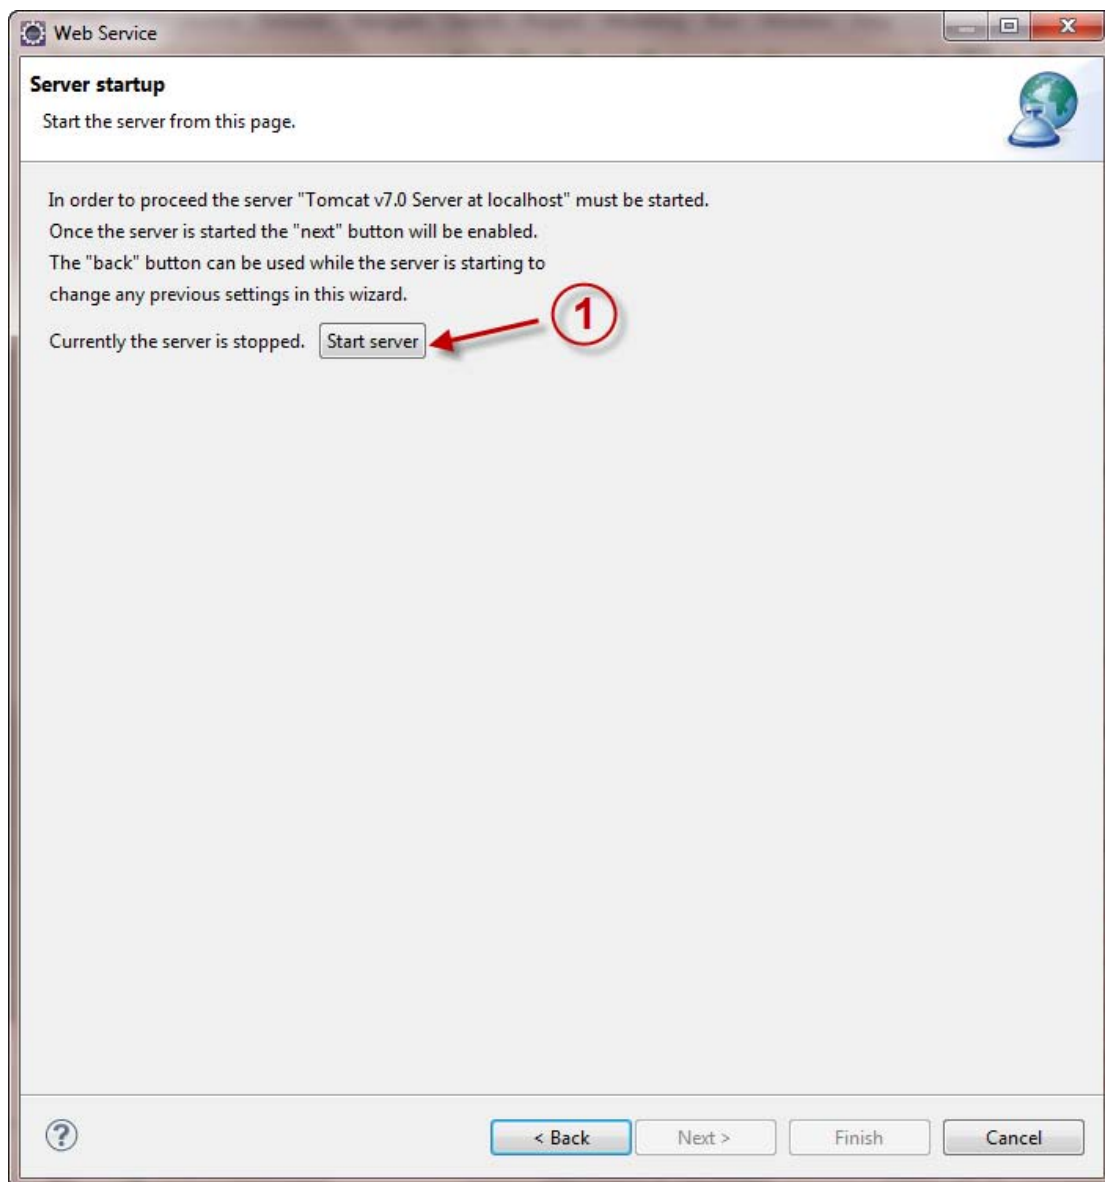 Web Service
Server startup
Start the server from this page.
In order to proceed the server "Tomcat v7.0 Server at localhost" must be started.
Once the server is started the "next" button will be enabled.
The "back" button can be used while the server is starting to
change any previous settings in this wizard.
1
Currently the server is stopped. Start server
? < Back Next > Finish Cancel